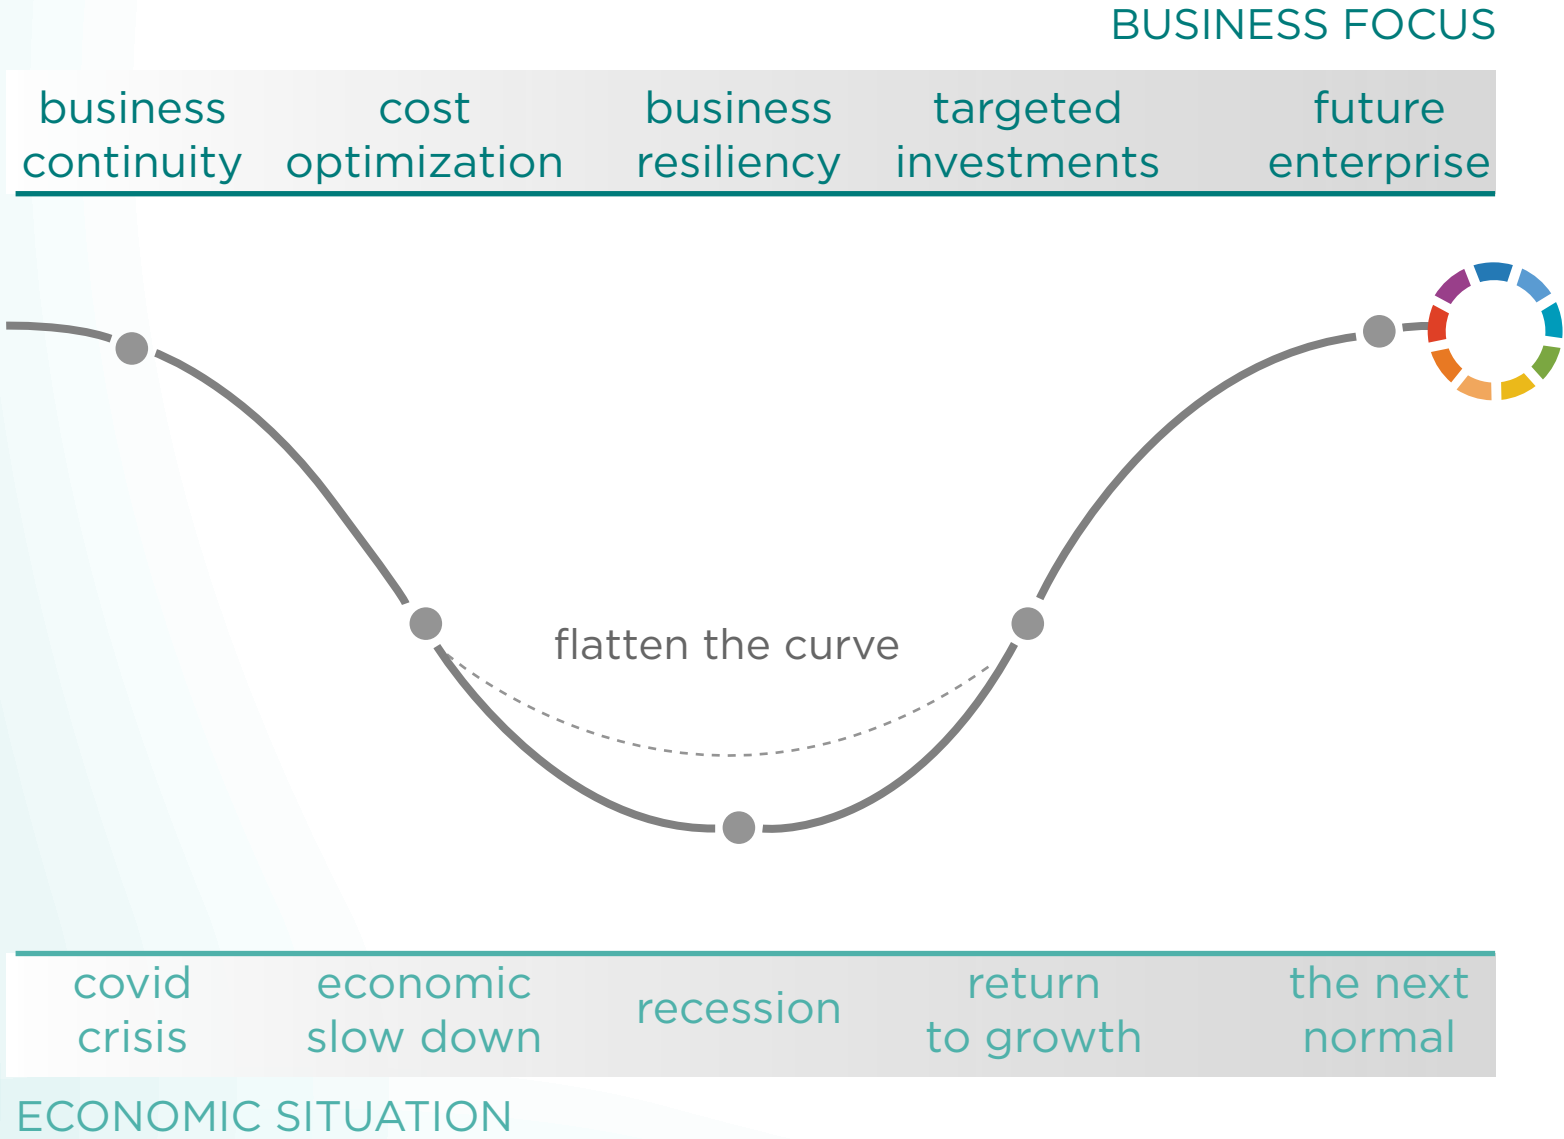 BUSINESS FOCUS
business
continuity
cost
optimization
business
resiliency
targeted
investments
future
enterprise
flatten the curve
covid
crisis
economic
slow down
recession
return
to growth
the next
normal
ECONOMIC SITUATION